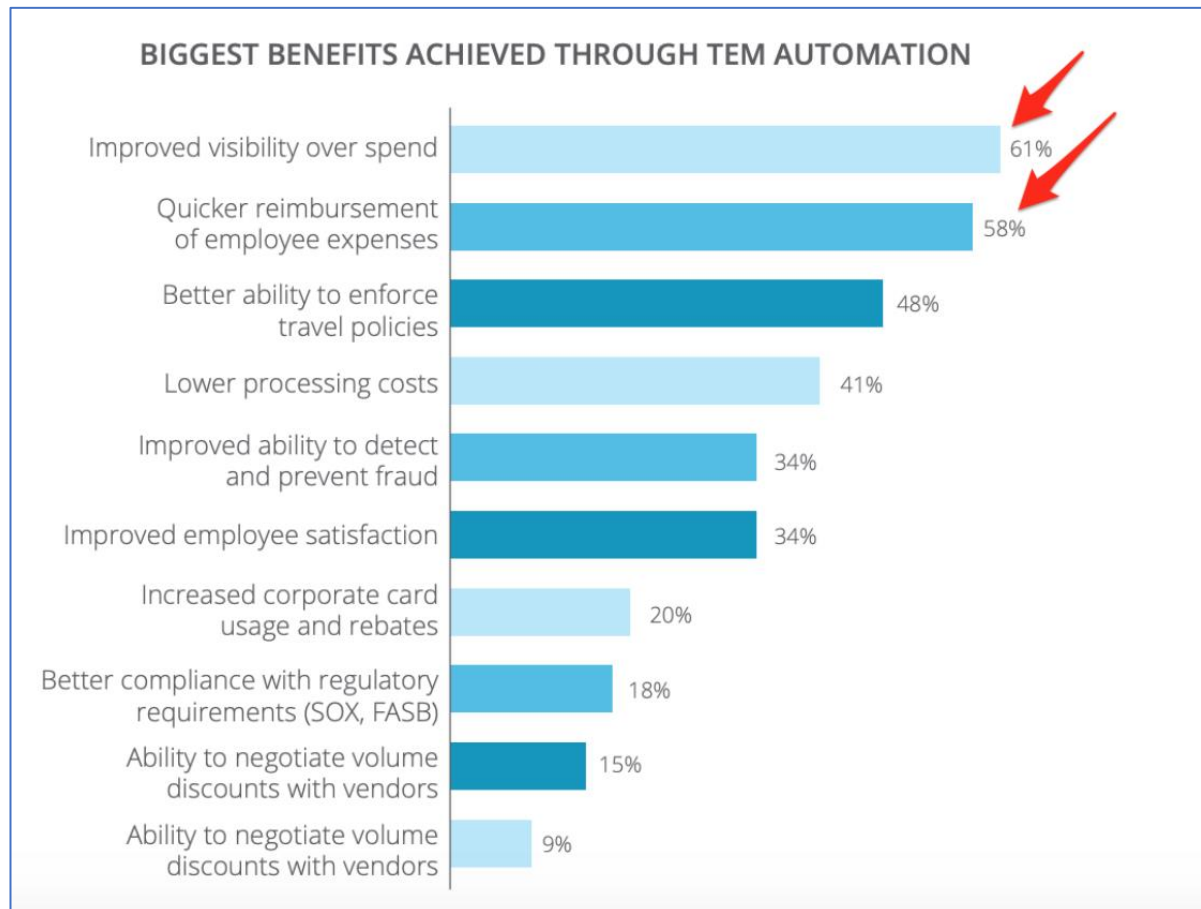 BIGGEST BENEFITS ACHIEVED THROUGH TEM AUTOMATION
Improved visibility over spend
61%
Quicker reimbursement
of employee expenses
58%
Better ability to enforce
travel policies
48%
Lower processing costs
41%
Improved ability to detect
and prevent fraud
34%
Improved employee satisfaction
34%
Increased corporate card
usage and rebates
20%
Better compliance with regulatory
requirements (SOX, FASB)
18%
Ability to negotiate volume
discounts with vendors
15%
Ability to negotiate volume
discounts with vendors
9%